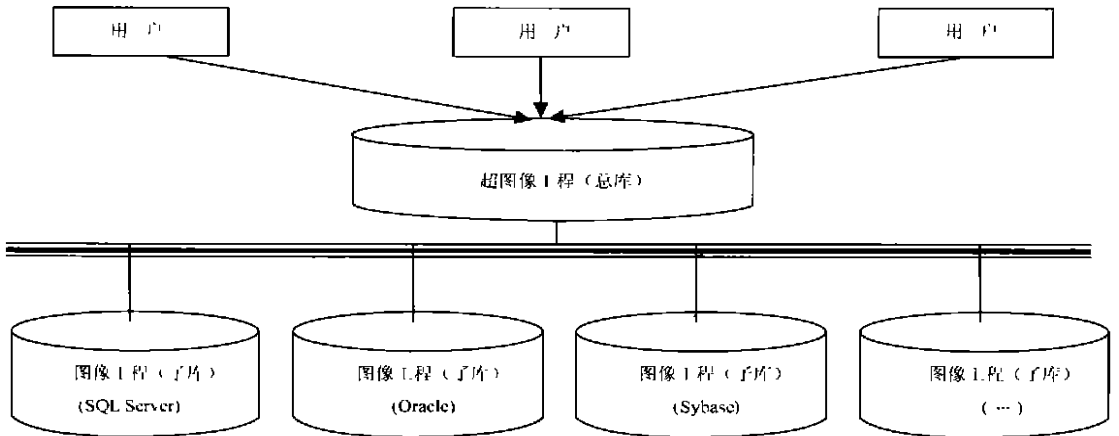 用户
用户
用户
超图像工程（总库）
图像工程（子库）
(SQL Server)
图像工程（子库）
(Oracle)
图像工程（子库）
(Sybase)
图像工程（子库）
(…)